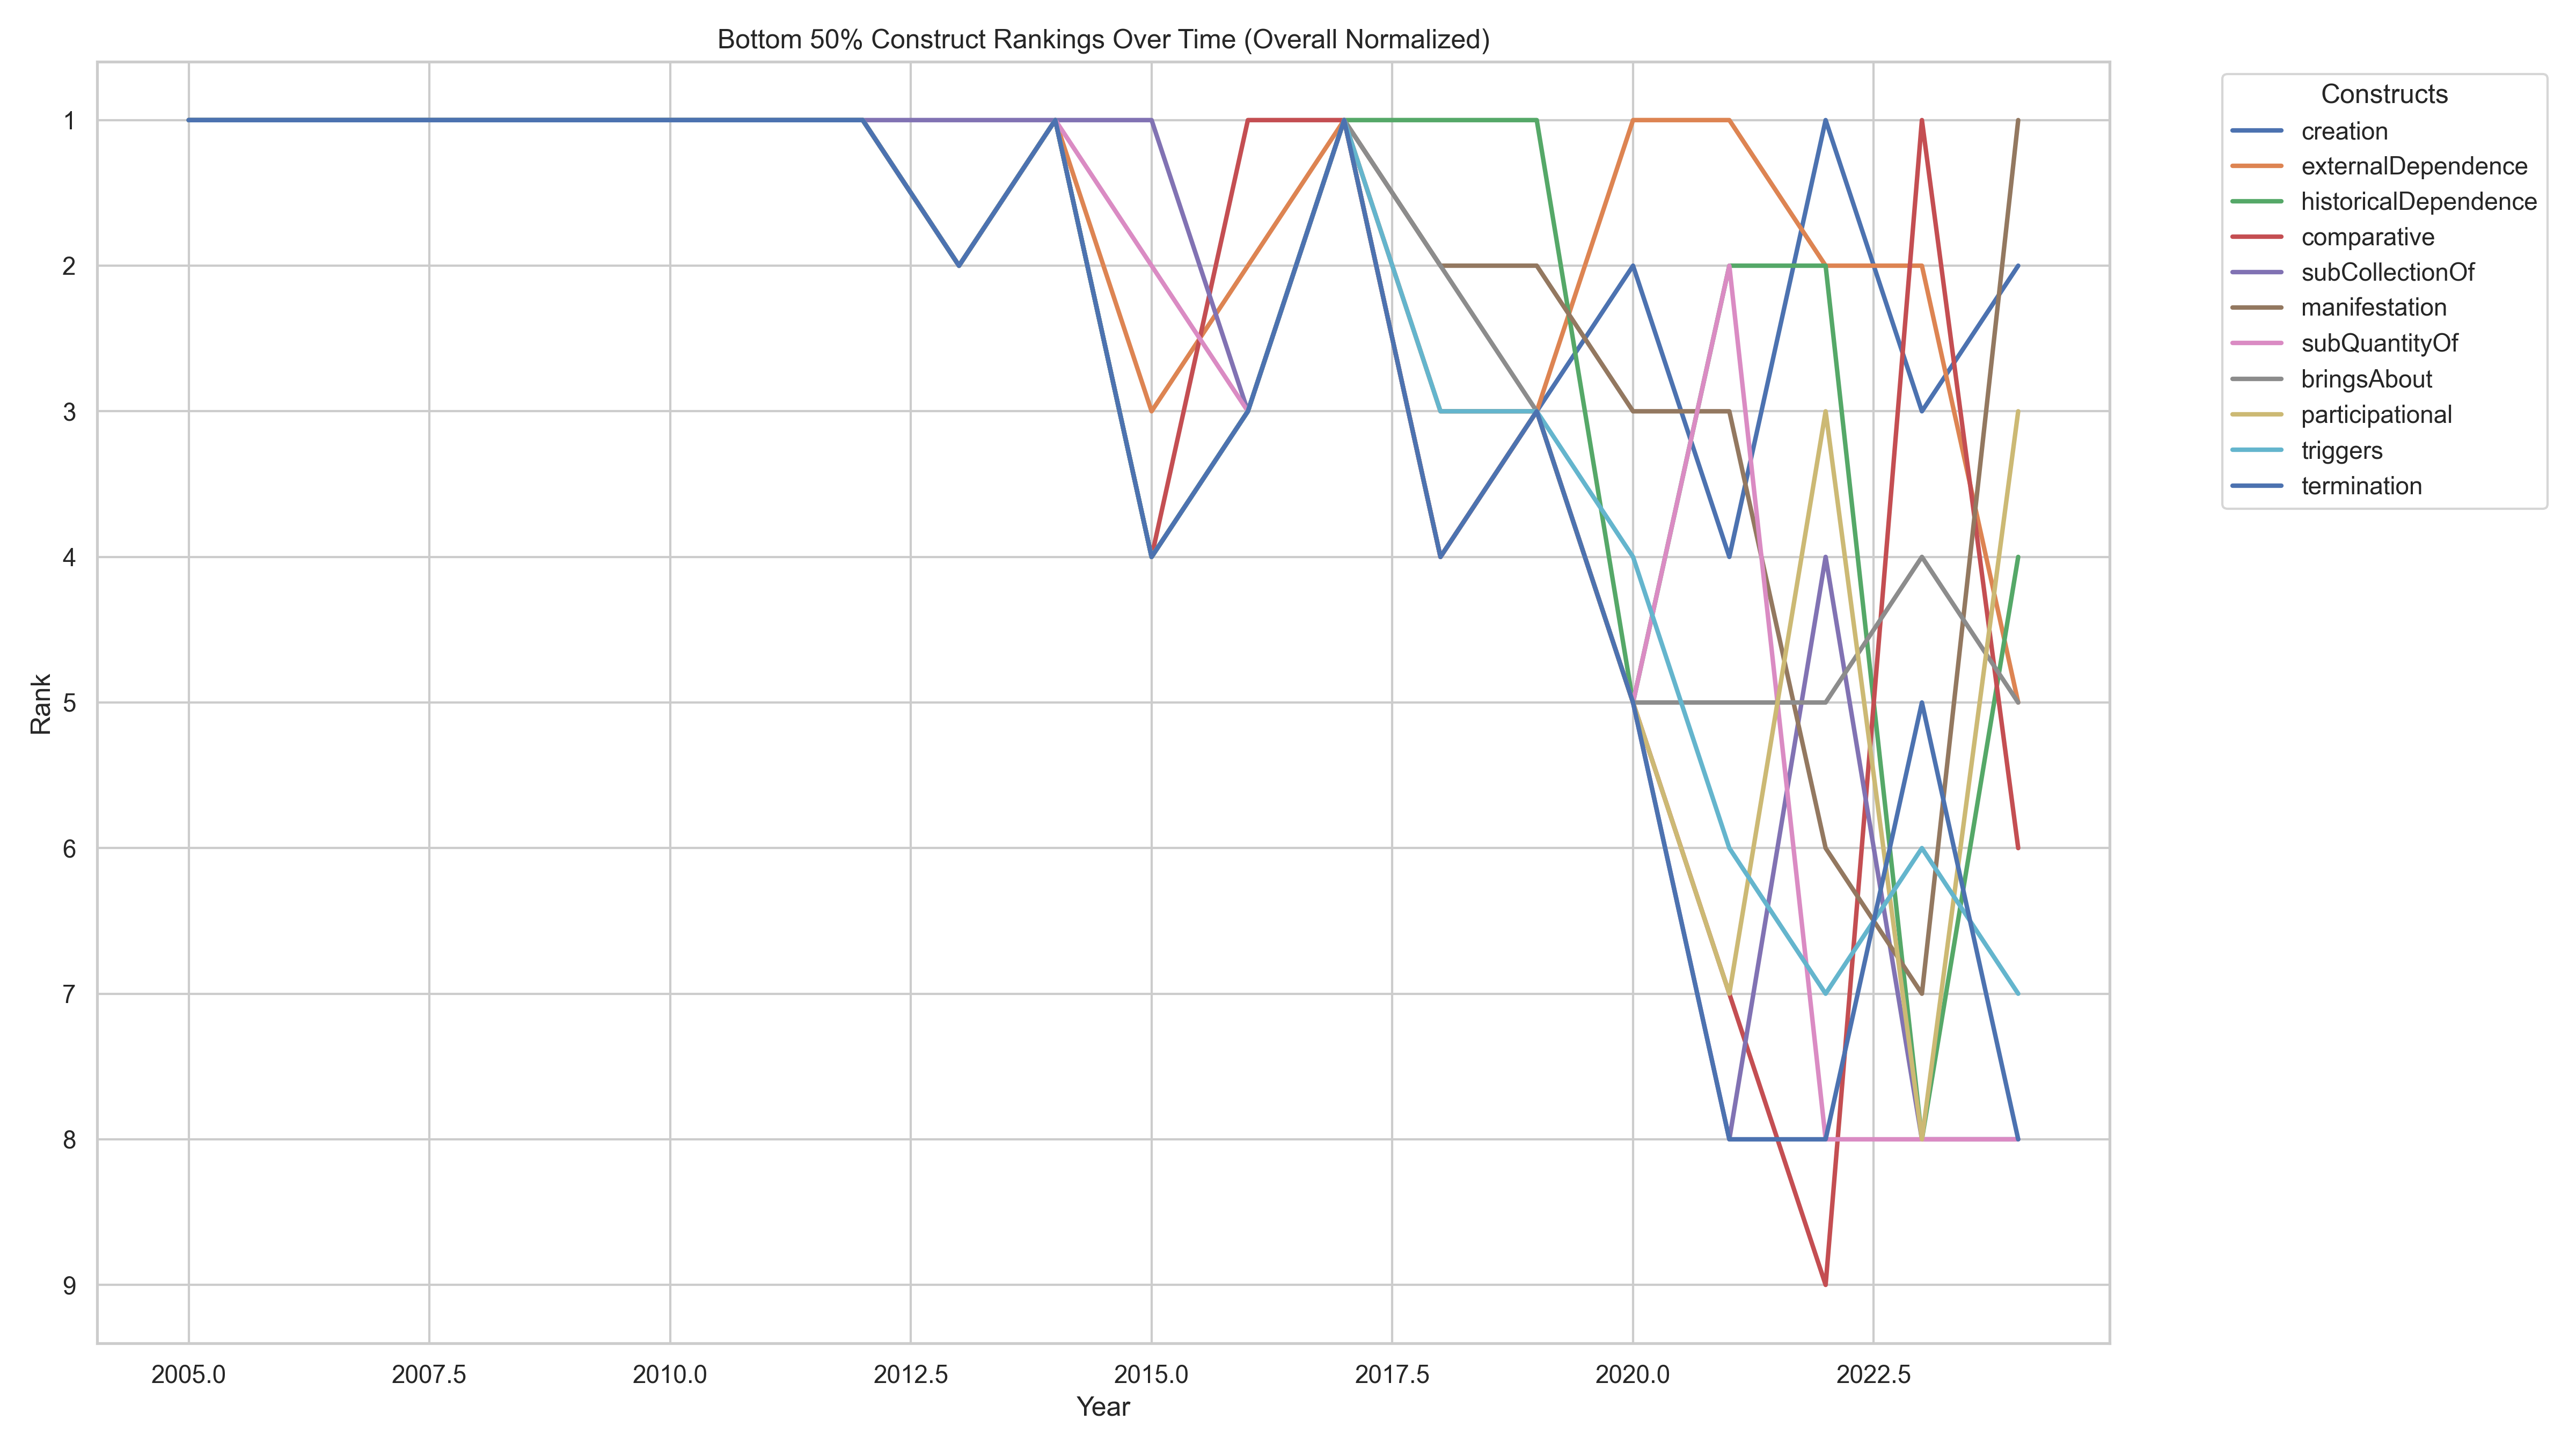 Bottom 50% Construct Rankings Over Time (Overall Normalized)
Constructs
creation
externalDependence
historicalDependence
comparative
subCollectionOf
manifestation
subQuantityOf
bringsAbout
participational
triggers
termination
Rank
1
2
3
4
5
6
7
8
9
2005.0 2007.5 2010.0 2012.5 2015.0 2017.5 2020.0 2022.5
Year